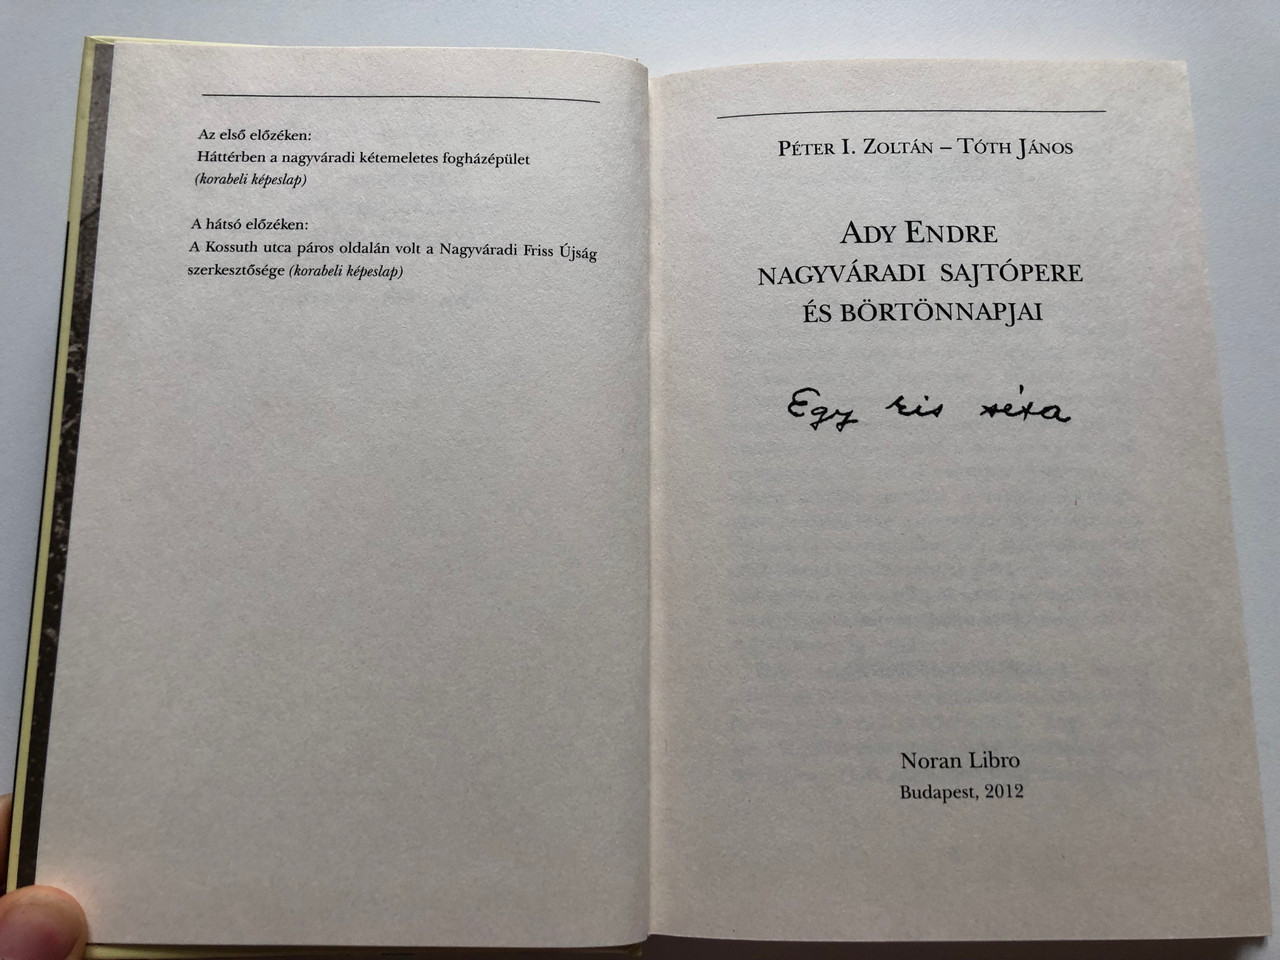 Az első előzéken:
Háttérben a nagyváradi kétemeletes fogházépület
(korabeli képeslap)
A hátsó előzéken:
A Kossuth utca páros oldalán volt a Nagyváradi Friss Újság
szerkesztősége (korabeli képeslap)
PÉTER I. ZOLTÁN – TÓTH JÁNOS
ADY ENDRE
NAGYVÁRADI SAJTÓPERE
ÉS BÖRTÖNNAPJAI
Egy kis séta
Noran Libro
Budapest, 2012